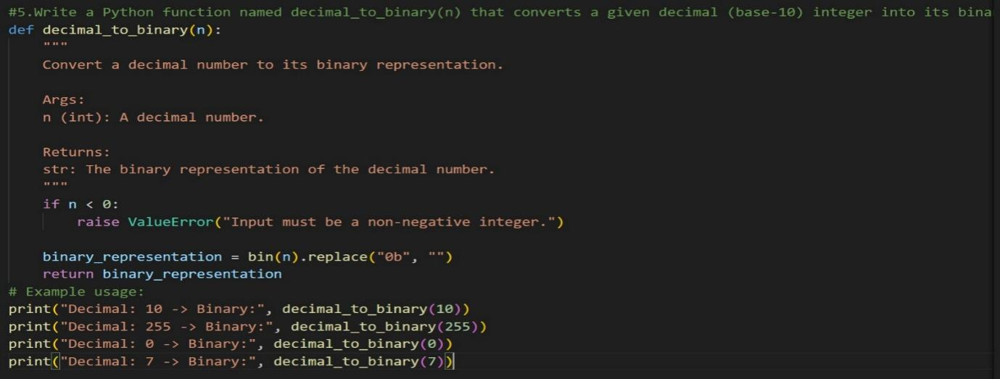 #5.Write a Python function named decimal_to_binary(n) that converts a given decimal (base-10) integer into its bina
def decimal_to_binary(n):
    """
    Convert a decimal number to its binary representation.

    Args:
    n (int): A decimal number.

    Returns:
    str: The binary representation of the decimal number.
    """
    if n < 0:
        raise ValueError("Input must be a non-negative integer.")

    binary_representation = bin(n).replace("0b", "")
    return binary_representation
# Example usage:
print("Decimal: 10 -> Binary:", decimal_to_binary(10))
print("Decimal: 255 -> Binary:", decimal_to_binary(255))
print("Decimal: 0 -> Binary:", decimal_to_binary(0))
print("Decimal: 7 -> Binary:", decimal_to_binary(7))